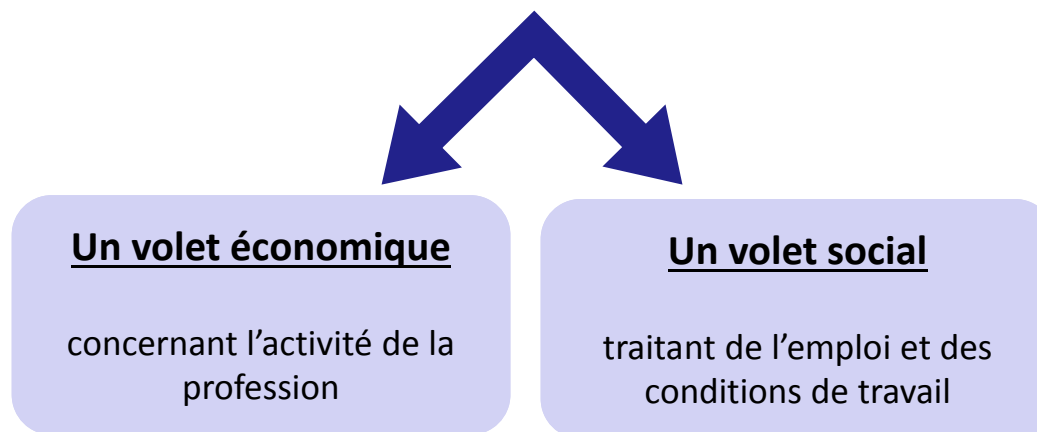 Un volet économique
concernant l’activité de la
profession
Un volet social
traitant de l’emploi et des
conditions de travail